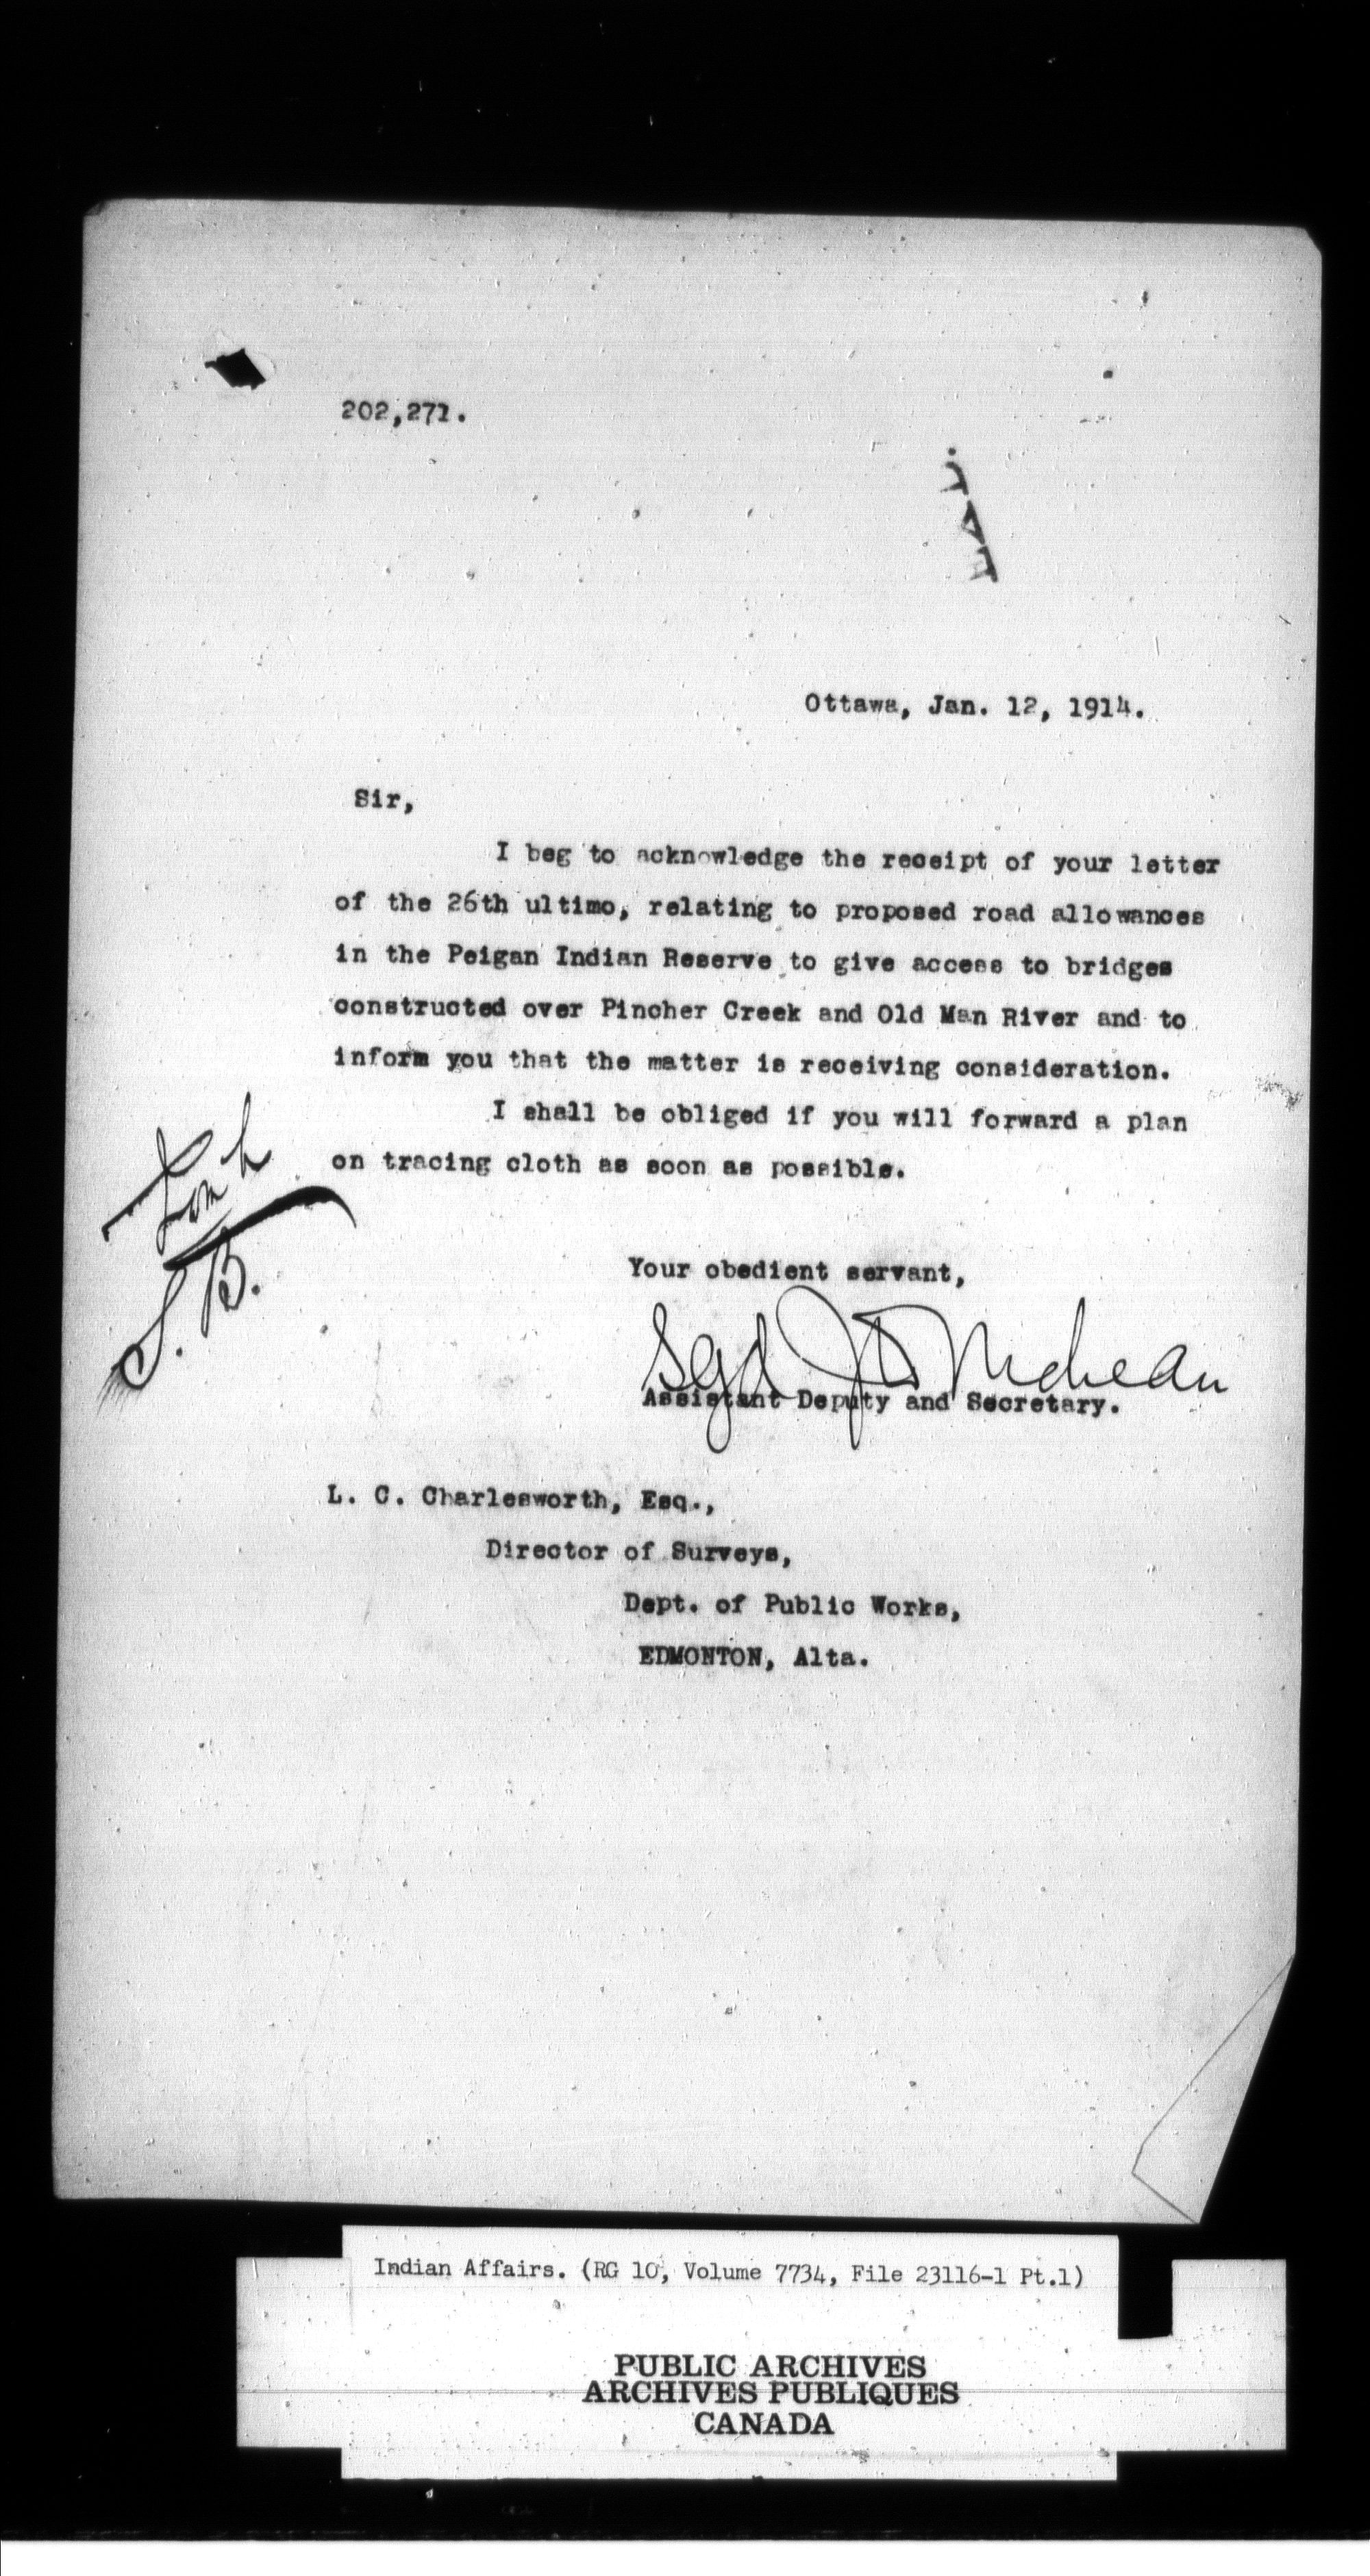 202,271.
Ottawa, Jan. 12, 1914.
Sir,
I beg to acknowledge the receipt of your letter
of the 26th ultimo, relating to proposed road allowances
in the Peigan Indian Reserve to give access to bridges
constructed over Pincher Creek and Old Man River and to
inform you that the matter is receiving consideration.
I shall be obliged if you will forward a plan
on tracing cloth as soon as possible.
S. B.
Your obedient servant,
Sgd J D McLean
Assistant Deputy and Secretary.
L. C. Charlesworth, Esq.,
Director of Surveys,
Dept. of Public Works,
EDMONTON, Alta.
Indian Affairs. (RG 10, Volume 7734, File 23116-1 Pt.1)
PUBLIC ARCHIVES
ARCHIVES PUBLIQUES
CANADA